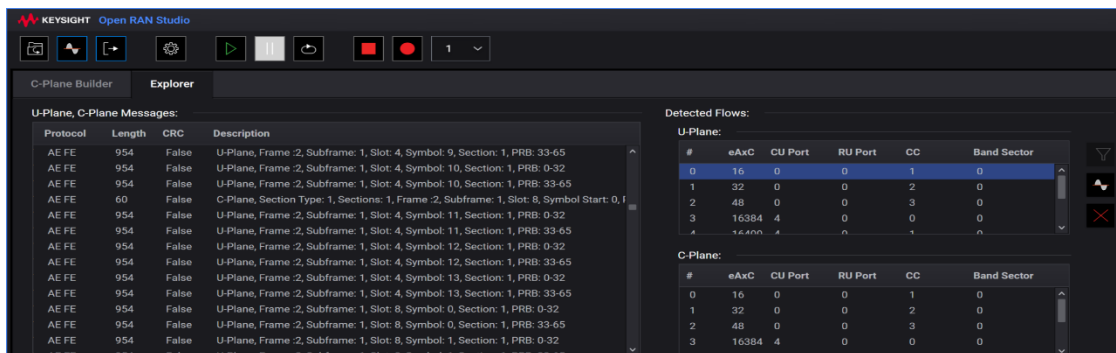 KEYSIGHT Open RAN Studio
1
C-Plane Builder Explorer
U-Plane, C-Plane Messages:
Protocol Length CRC Description
AE FE 954 False U-Plane, Frame :2, Subframe: 1, Slot: 4, Symbol: 9, Section: 1, PRB: 33-65
AE FE 954 False U-Plane, Frame :2, Subframe: 1, Slot: 4, Symbol: 10, Section: 1, PRB: 0-32
AE FE 954 False U-Plane, Frame :2, Subframe: 1, Slot: 4, Symbol: 10, Section: 1, PRB: 33-65
AE FE 60 False C-Plane, Section Type: 1, Sections: 1, Frame :2, Subframe: 1, Slot: 8, Symbol Start: 0,
AE FE 954 False U-Plane, Frame :2, Subframe: 1, Slot: 4, Symbol: 11, Section: 1, PRB: 0-32
AE FE 954 False U-Plane, Frame :2, Subframe: 1, Slot: 4, Symbol: 11, Section: 1, PRB: 33-65
AE FE 954 False U-Plane, Frame :2, Subframe: 1, Slot: 4, Symbol: 12, Section: 1, PRB: 0-32
AE FE 954 False U-Plane, Frame :2, Subframe: 1, Slot: 4, Symbol: 12, Section: 1, PRB: 33-65
AE FE 954 False U-Plane, Frame :2, Subframe: 1, Slot: 4, Symbol: 13, Section: 1, PRB: 0-32
AE FE 954 False U-Plane, Frame :2, Subframe: 1, Slot: 4, Symbol: 13, Section: 1, PRB: 33-65
AE FE 954 False U-Plane, Frame :2, Subframe: 1, Slot: 8, Symbol: 0, Section: 1, PRB: 0-32
AE FE 954 False U-Plane, Frame :2, Subframe: 1, Slot: 8, Symbol: 0, Section: 1, PRB: 33-65
AE FE 954 False U-Plane, Frame :2, Subframe: 1, Slot: 8, Symbol: 1, Section: 1, PRB: 0-32
Detected Flows:
U-Plane:
# eAxC CU Port RU Port CC Band Sector
0 16 0 0 1 0
1 32 0 0 2 0
2 48 0 0 3 0
3 16384 4 0 0 0
4 16400 4 0 1 0
C-Plane:
# eAxC CU Port RU Port CC Band Sector
0 16 0 0 1 0
1 32 0 0 2 0
2 48 0 0 3 0
3 16384 4 0 0 0